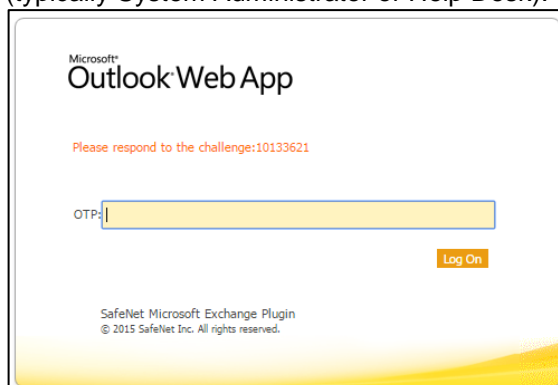 (typically System Administrator or Help Desk).
Microsoft®
Outlook Web App
Please respond to the challenge:10133621
OTP:
Log On
SafeNet Microsoft Exchange Plugin
© 2015 SafeNet Inc. All rights reserved.